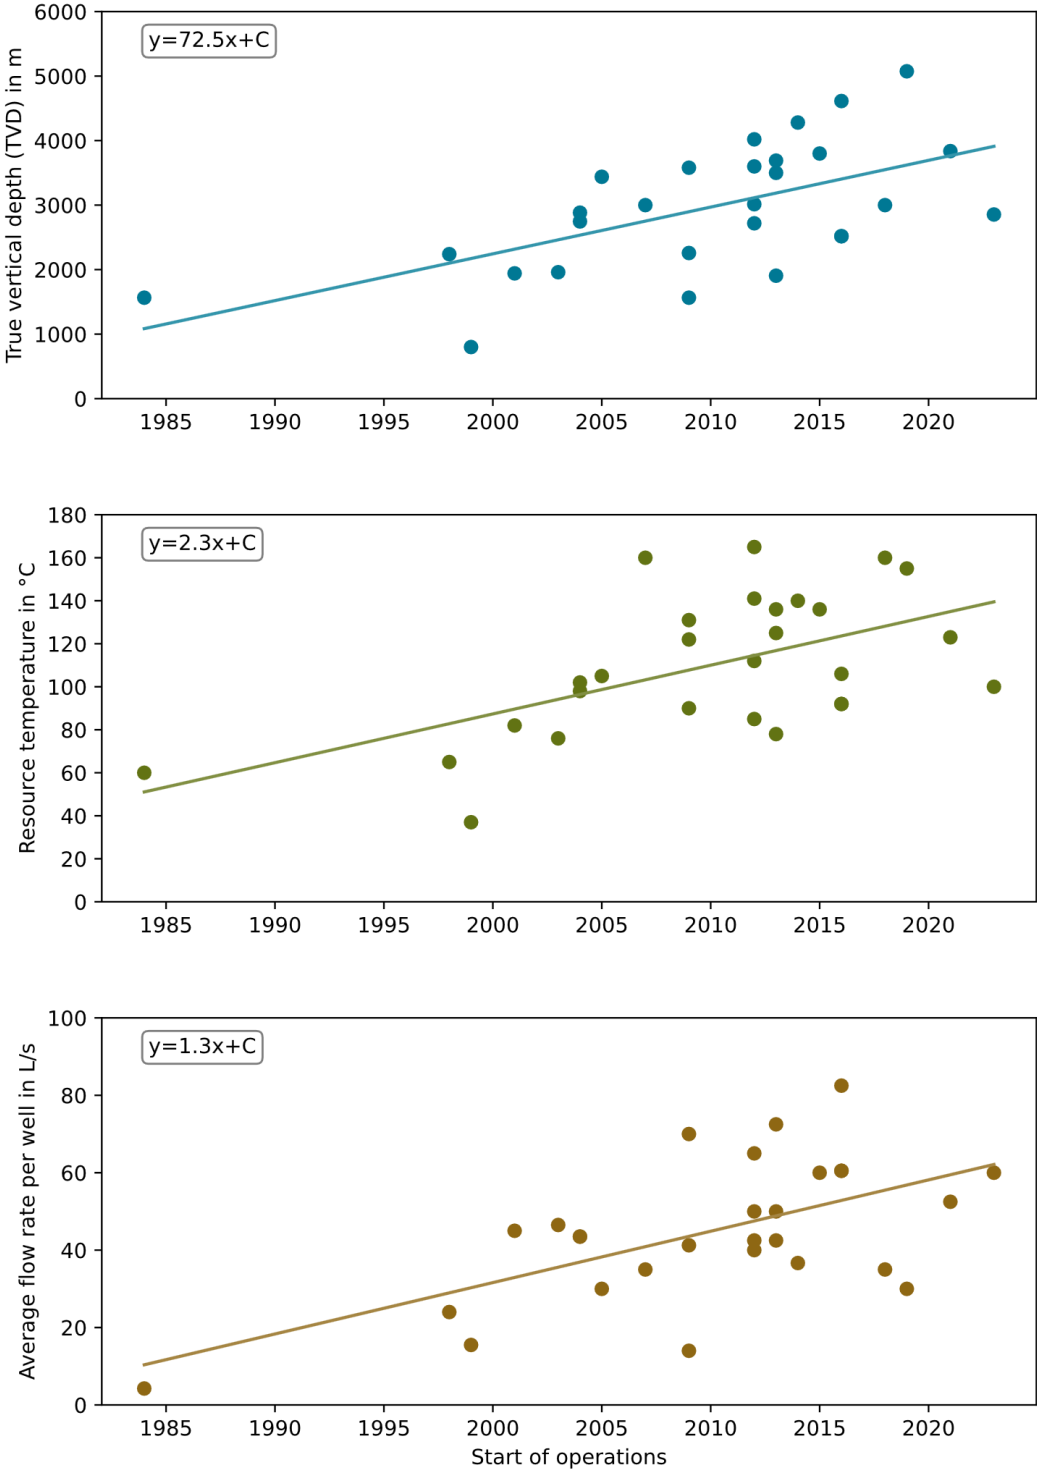 True vertical depth (TVD) in m
6000
5000
4000
3000
2000
1000
0
y=72.5x+C
1985 1990 1995 2000 2005 2010 2015 2020
Resource temperature in °C
180
160
140
120
100
80
60
40
20
0
y=2.3x+C
1985 1990 1995 2000 2005 2010 2015 2020
Average flow rate per well in L/s
100
80
60
40
20
0
y=1.3x+C
1985 1990 1995 2000 2005 2010 2015 2020
Start of operations